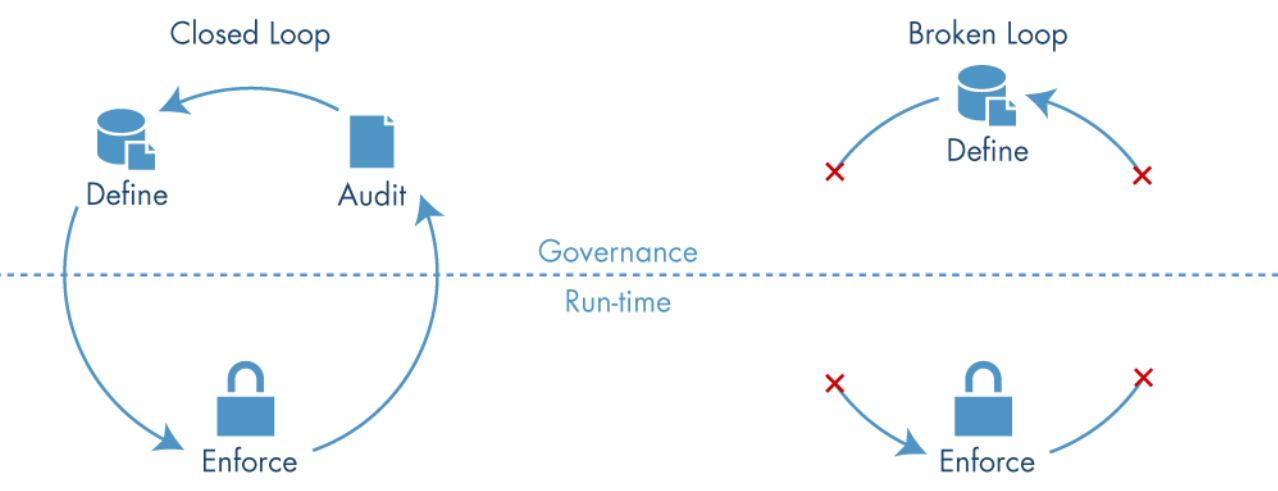 Closed Loop
Broken Loop
Define
Audit
Define
Governance
Run-time
Enforce
Enforce